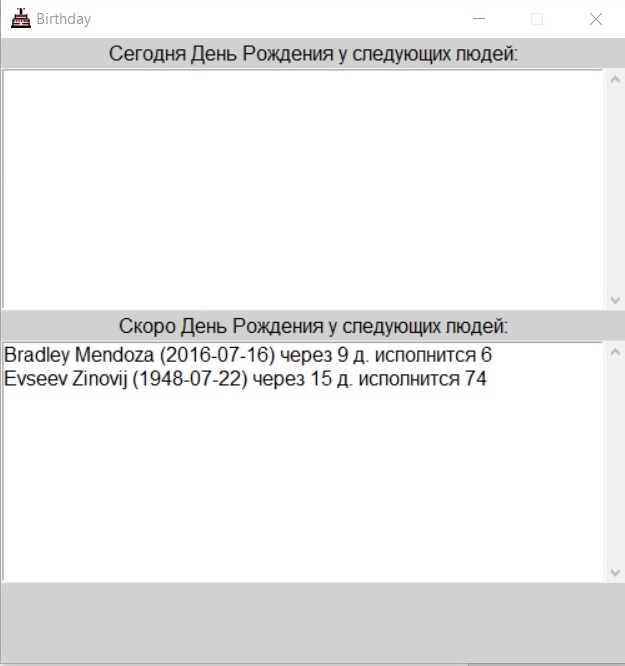 Birthday
Сегодня День Рождения у следующих людей:
Скоро День Рождения у следующих людей:
Bradley Mendoza (2016-07-16) через 9 д. исполнится 6
Evseev Zinovij (1948-07-22) через 15 д. исполнится 74